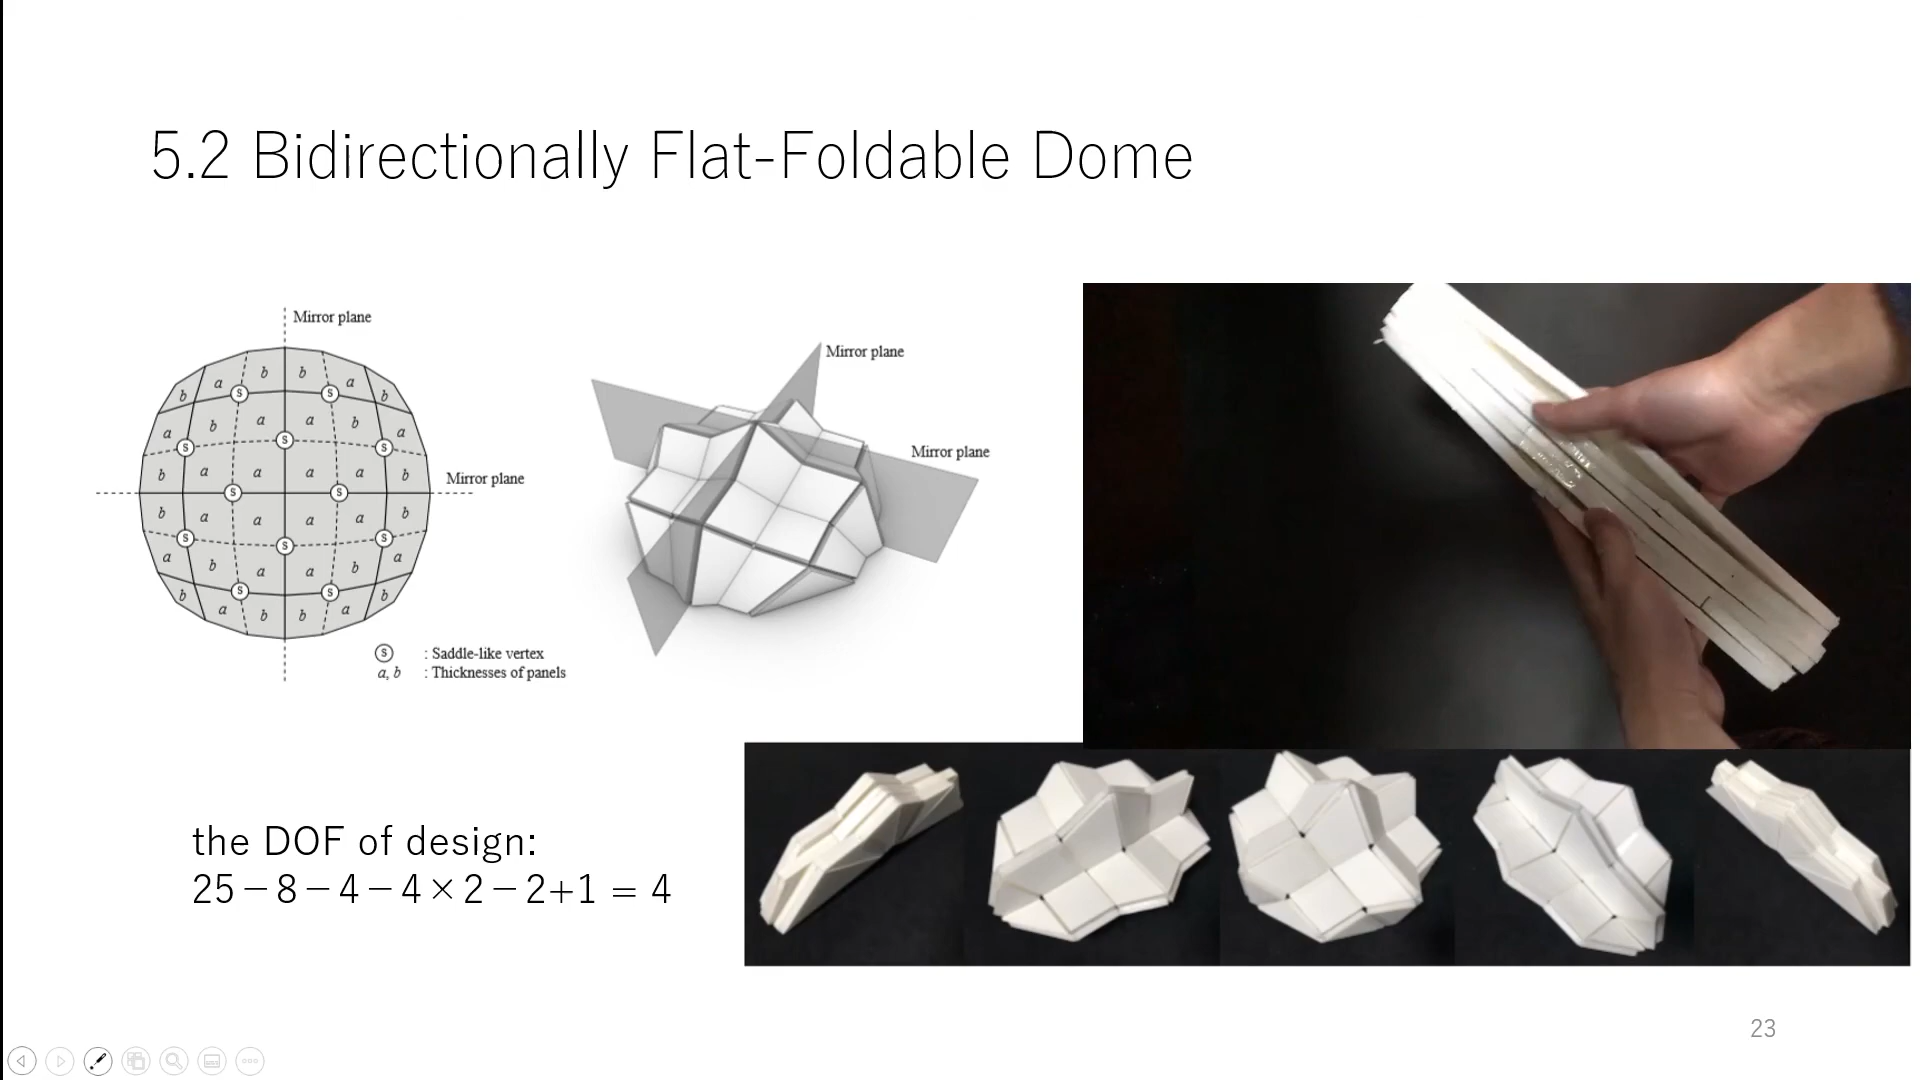 5.2 Bidirectionally Flat-Foldable Dome
Mirror plane
b b
a a
b b
S S
a a
b b
a a
S
S S
b a a a a b
Mirror plane
S S
b a a a a b
S S
S
a a
b b
a a
S S
b b
a a
b b
S : Saddle-like vertex
a, b : Thicknesses of panels
Mirror plane
Mirror plane
the DOF of design:
25 – 8 – 4 – 4 × 2 – 2+1 = 4
23